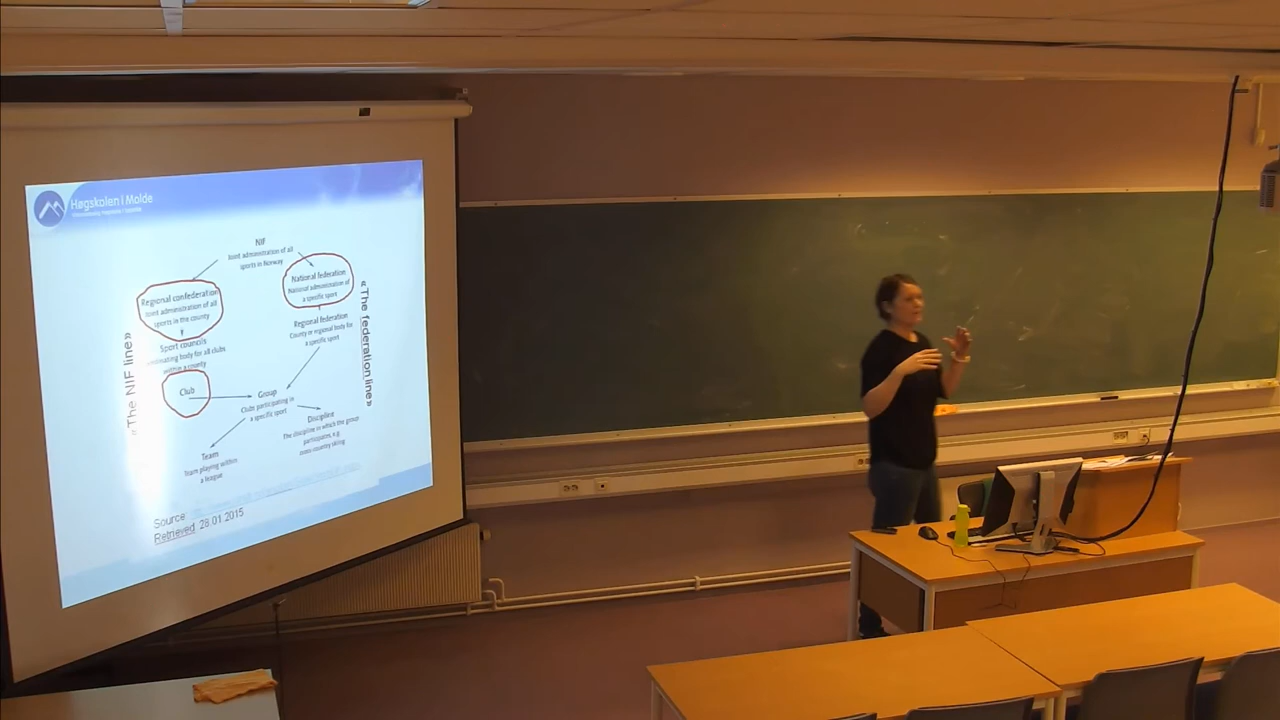 Høgskolen i Molde
NIF
Joint administration of all
sports in Norway
National federation
National administration of
a specific sport
Regional confederation
Joint administration of all
sports in the county
Regional federation
County or regional body for
a specific sport
Sport councils
body for all clubs
within a county
Club
Group
Clubs participating in
a specific sport
Discipline
The discipline in which the group
participates, e.g.
cross-country skiing
Team
Team playing within
a league
«The NIF line»
«The federation line»
Source:
Retrieved: 28.01.2015